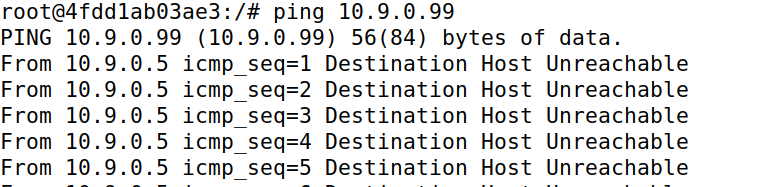 root@4fdd1ab03ae3:/# ping 10.9.0.99
PING 10.9.0.99 (10.9.0.99) 56(84) bytes of data.
From 10.9.0.5 icmp_seq=1 Destination Host Unreachable
From 10.9.0.5 icmp_seq=2 Destination Host Unreachable
From 10.9.0.5 icmp_seq=3 Destination Host Unreachable
From 10.9.0.5 icmp_seq=4 Destination Host Unreachable
From 10.9.0.5 icmp_seq=5 Destination Host Unreachable